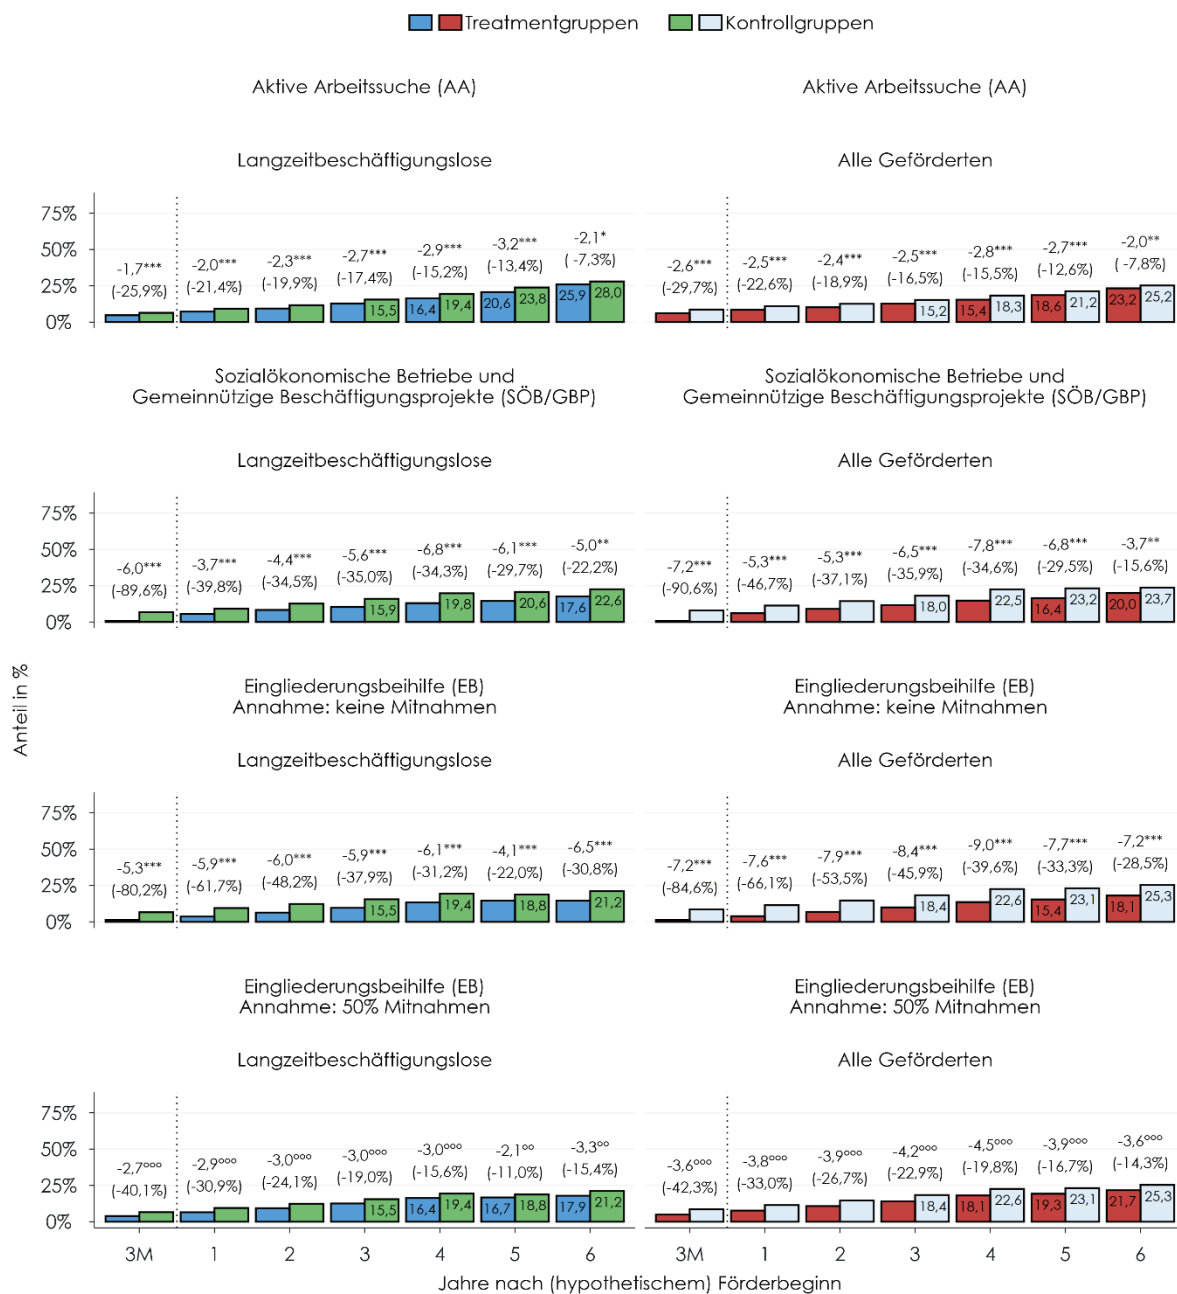 Treatmentgruppen Kontrollgruppen
Aktive Arbeitssuche (AA) Aktive Arbeitssuche (AA)
Langzeitbeschäftigungslose Alle Geförderten
75%
50%
25%
0%
-1,7*** -2,0*** -2,3*** -2,7*** -2,9*** -3,2*** -2,1*
(-25,9%) (-21,4%) (-19,9%) (-17,4%) (-15,2%) (-13,4%) ( -7,3%)
15,5 16,4 19,4 20,6 23,8 25,9 28,0
-2,6*** -2,5*** -2,4*** -2,5*** -2,8*** -2,7*** -2,0**
(-29,7%) (-22,6%) (-18,9%) (-16,5%) (-15,5%) (-12,6%) ( -7,8%)
15,2 15,4 18,3 18,6 21,2 23,2 25,2
Sozialökonomische Betriebe und Sozialökonomische Betriebe und
Gemeinnützige Beschäftigungsprojekte (SÖB/GBP) Gemeinnützige Beschäftigungsprojekte (SÖB/GBP)
Langzeitbeschäftigungslose Alle Geförderten
75%
50%
25%
0%
-6,0*** -3,7*** -4,4*** -5,6*** -6,8*** -6,1*** -5,0**
(-89,6%) (-39,8%) (-34,5%) (-35,0%) (-34,3%) (-29,7%) (-22,2%)
15,9 19,8 20,6 17,6 22,6
-7,2*** -5,3*** -5,3*** -6,5*** -7,8*** -6,8*** -3,7**
(-90,6%) (-46,7%) (-37,1%) (-35,9%) (-34,6%) (-29,5%) (-15,6%)
18,0 22,5 16,4 23,2 20,0 23,7
Anteil in %
Eingliederungsbeihilfe (EB) Eingliederungsbeihilfe (EB)
Annahme: keine Mitnahmen Annahme: keine Mitnahmen
Langzeitbeschäftigungslose Alle Geförderten
75%
50%
25%
0%
-5,3*** -5,9*** -6,0*** -5,9*** -6,1*** -4,1*** -6,5***
(-80,2%) (-61,7%) (-48,2%) (-37,9%) (-31,2%) (-22,0%) (-30,8%)
15,5 19,4 18,8 21,2
-7,2*** -7,6*** -7,9*** -8,4*** -9,0*** -7,7*** -7,2***
(-84,6%) (-66,1%) (-53,5%) (-45,9%) (-39,6%) (-33,3%) (-28,5%)
18,4 22,6 15,4 23,1 18,1 25,3
Eingliederungsbeihilfe (EB) Eingliederungsbeihilfe (EB)
Annahme: 50% Mitnahmen Annahme: 50% Mitnahmen
Langzeitbeschäftigungslose Alle Geförderten
75%
50%
25%
0%
-2,7ººº -2,9ººº -3,0ººº -3,0ººº -3,0ººº -2,1ºº -3,3ºº
(-40,1%) (-30,9%) (-24,1%) (-19,0%) (-15,6%) (-11,0%) (-15,4%)
15,5 16,4 19,4 16,7 18,8 17,9 21,2
-3,6ººº -3,8ººº -3,9ººº -4,2ººº -4,5ººº -3,9ººº -3,6ººº
(-42,3%) (-33,0%) (-26,7%) (-22,9%) (-19,8%) (-16,7%) (-14,3%)
18,4 18,1 22,6 19,3 23,1 21,7 25,3
3M 1 2 3 4 5 6 3M 1 2 3 4 5 6
Jahre nach (hypothetischem) Förderbeginn